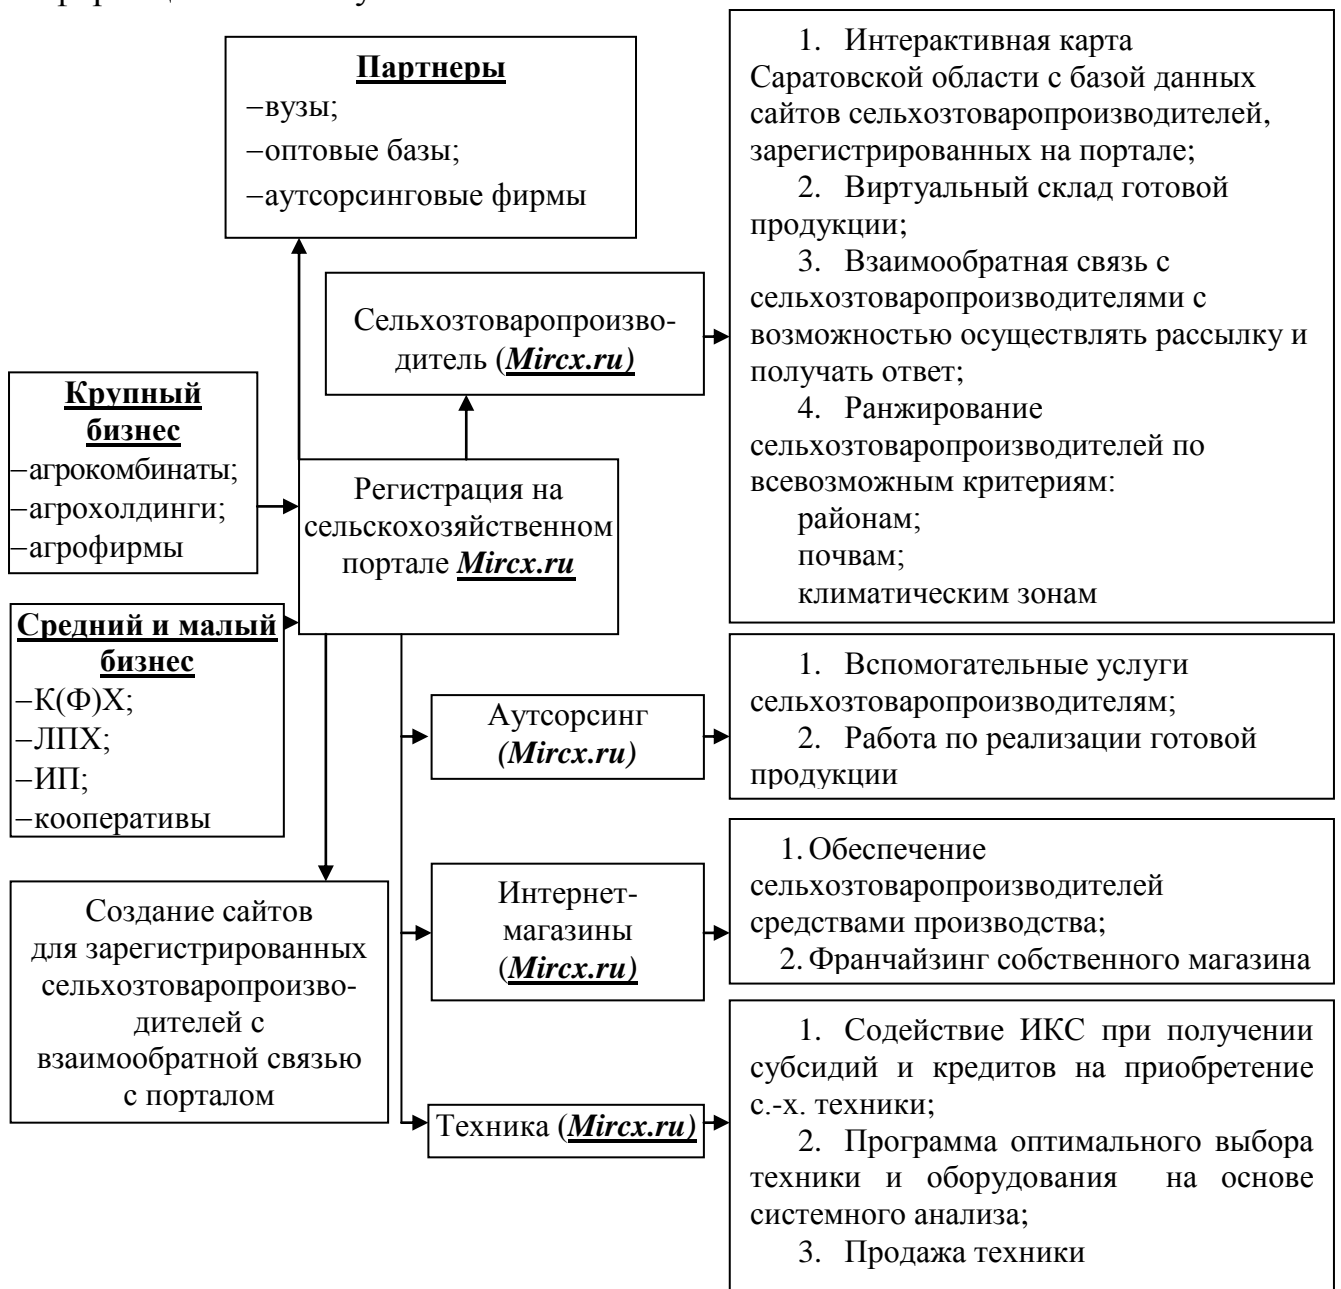 Партнеры
–вузы;
–оптовые базы;
–аутсорсинговые фирмы
1. Интерактивная карта
Саратовской области с базой данных
сайтов сельхозтоваропроизводителей,
зарегистрированных на портале;
2. Виртуальный склад готовой
продукции;
3. Взаимообратная связь с
сельхозтоваропроизводителями с
возможностью осуществлять рассылку и
получать ответ;
4. Ранжирование
сельхозтоваропроизводителей по
всевозможным критериям:
районам;
почвам;
климатическим зонам
Сельхозтоваропроизво-
дитель (Mircx.ru)
Крупный
бизнес
–агрокомбинаты;
–агрохолдинги;
–агрофирмы
Регистрация на
сельскохозяйственном
портале Mircx.ru
Средний и малый
бизнес
–К(Ф)Х;
–ЛПХ;
–ИП;
–кооперативы
Аутсорсинг
(Mircx.ru)
1. Вспомогательные услуги
сельхозтоваропроизводителям;
2. Работа по реализации готовой
продукции
Интернет-
магазины
(Mircx.ru)
1. Обеспечение
сельхозтоваропроизводителей
средствами производства;
2. Франчайзинг собственного магазина
Создание сайтов
для зарегистрированных
сельхозтоваропроизво-
дителей с
взаимообратной связью
с порталом
Техника (Mircx.ru)
1. Содействие ИКС при получении
субсидий и кредитов на приобретение
с.-х. техники;
2. Программа оптимального выбора
техники и оборудования на основе
системного анализа;
3. Продажа техники